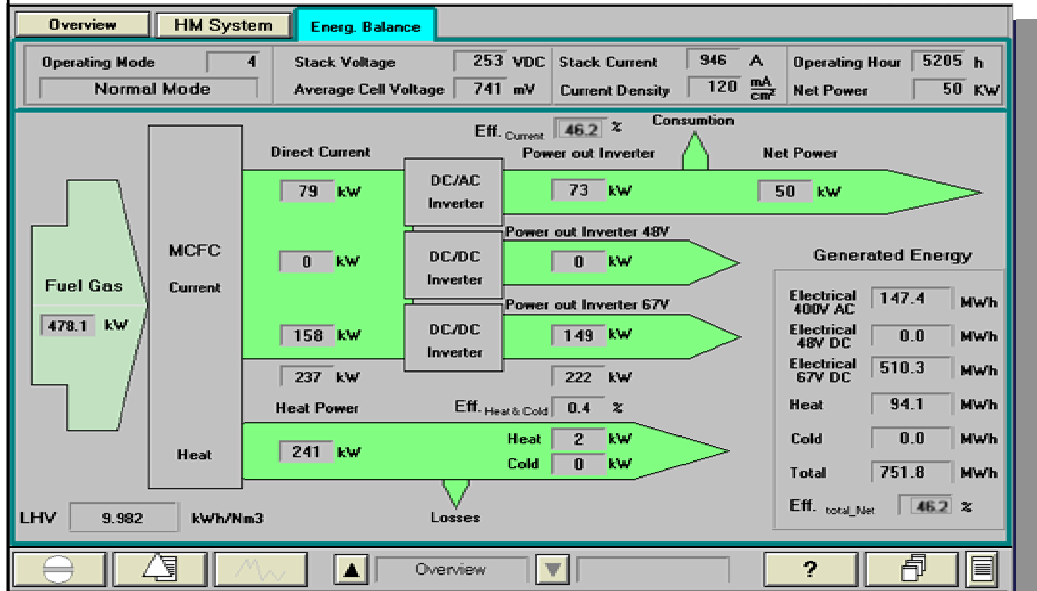 Overview HM System Energ. Balance
Operating Mode 4 Stack Voltage 253 VDC Stack Current 946 A Operating Hour 5205 h
Normal Mode Average Cell Voltage 741 mV Current Density 120 mA/cm² Net Power 50 KW
Eff. Current 46.2 % Consumtion
Direct Current Power out Inverter Net Power
79 kW DC/AC Inverter 73 kW 50 kW
Power out Inverter 48V
MCFC 0 kW DC/DC Inverter 0 kW
Fuel Gas Current
478.1 kW
Power out Inverter 67V
158 kW DC/DC Inverter 149 kW
237 kW 222 kW
Heat Power Eff. Heat & Cold 0.4 %
Heat 241 kW Heat 2 kW
Cold 0 kW
Losses
LHV 9.982 kWh/Nm3
Generated Energy
Electrical 400V AC 147.4 MWh
Electrical 48V DC 0.0 MWh
Electrical 67V DC 510.3 MWh
Heat 94.1 MWh
Cold 0.0 MWh
Total 751.8 MWh
Eff. total_Net 46.2 %
Overview ?